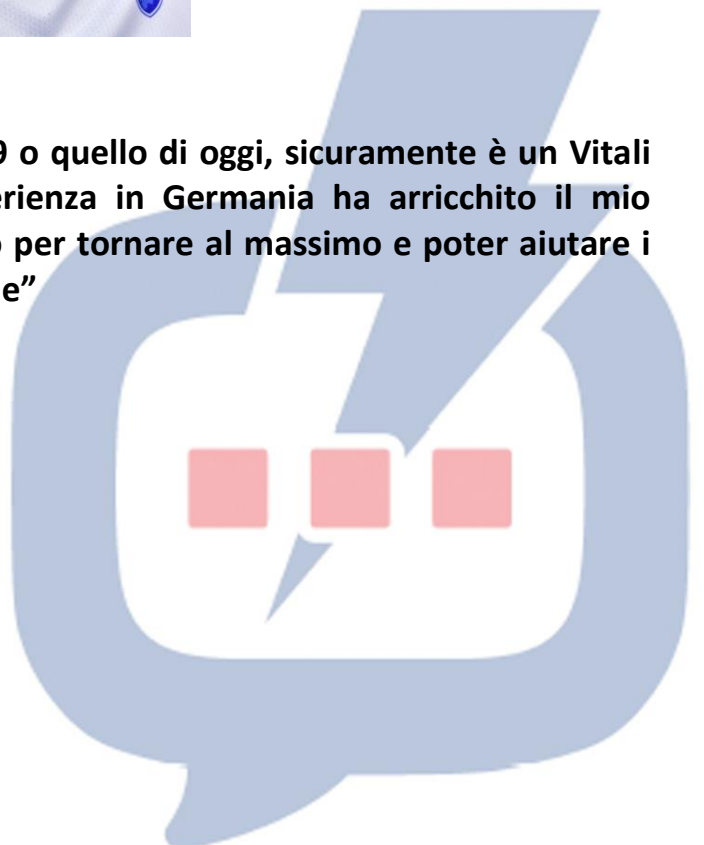 9 o quello di oggi, sicuramente è un Vitali
erienza in Germania ha arricchito il mio
per tornare al massimo e poter aiutare i
e”